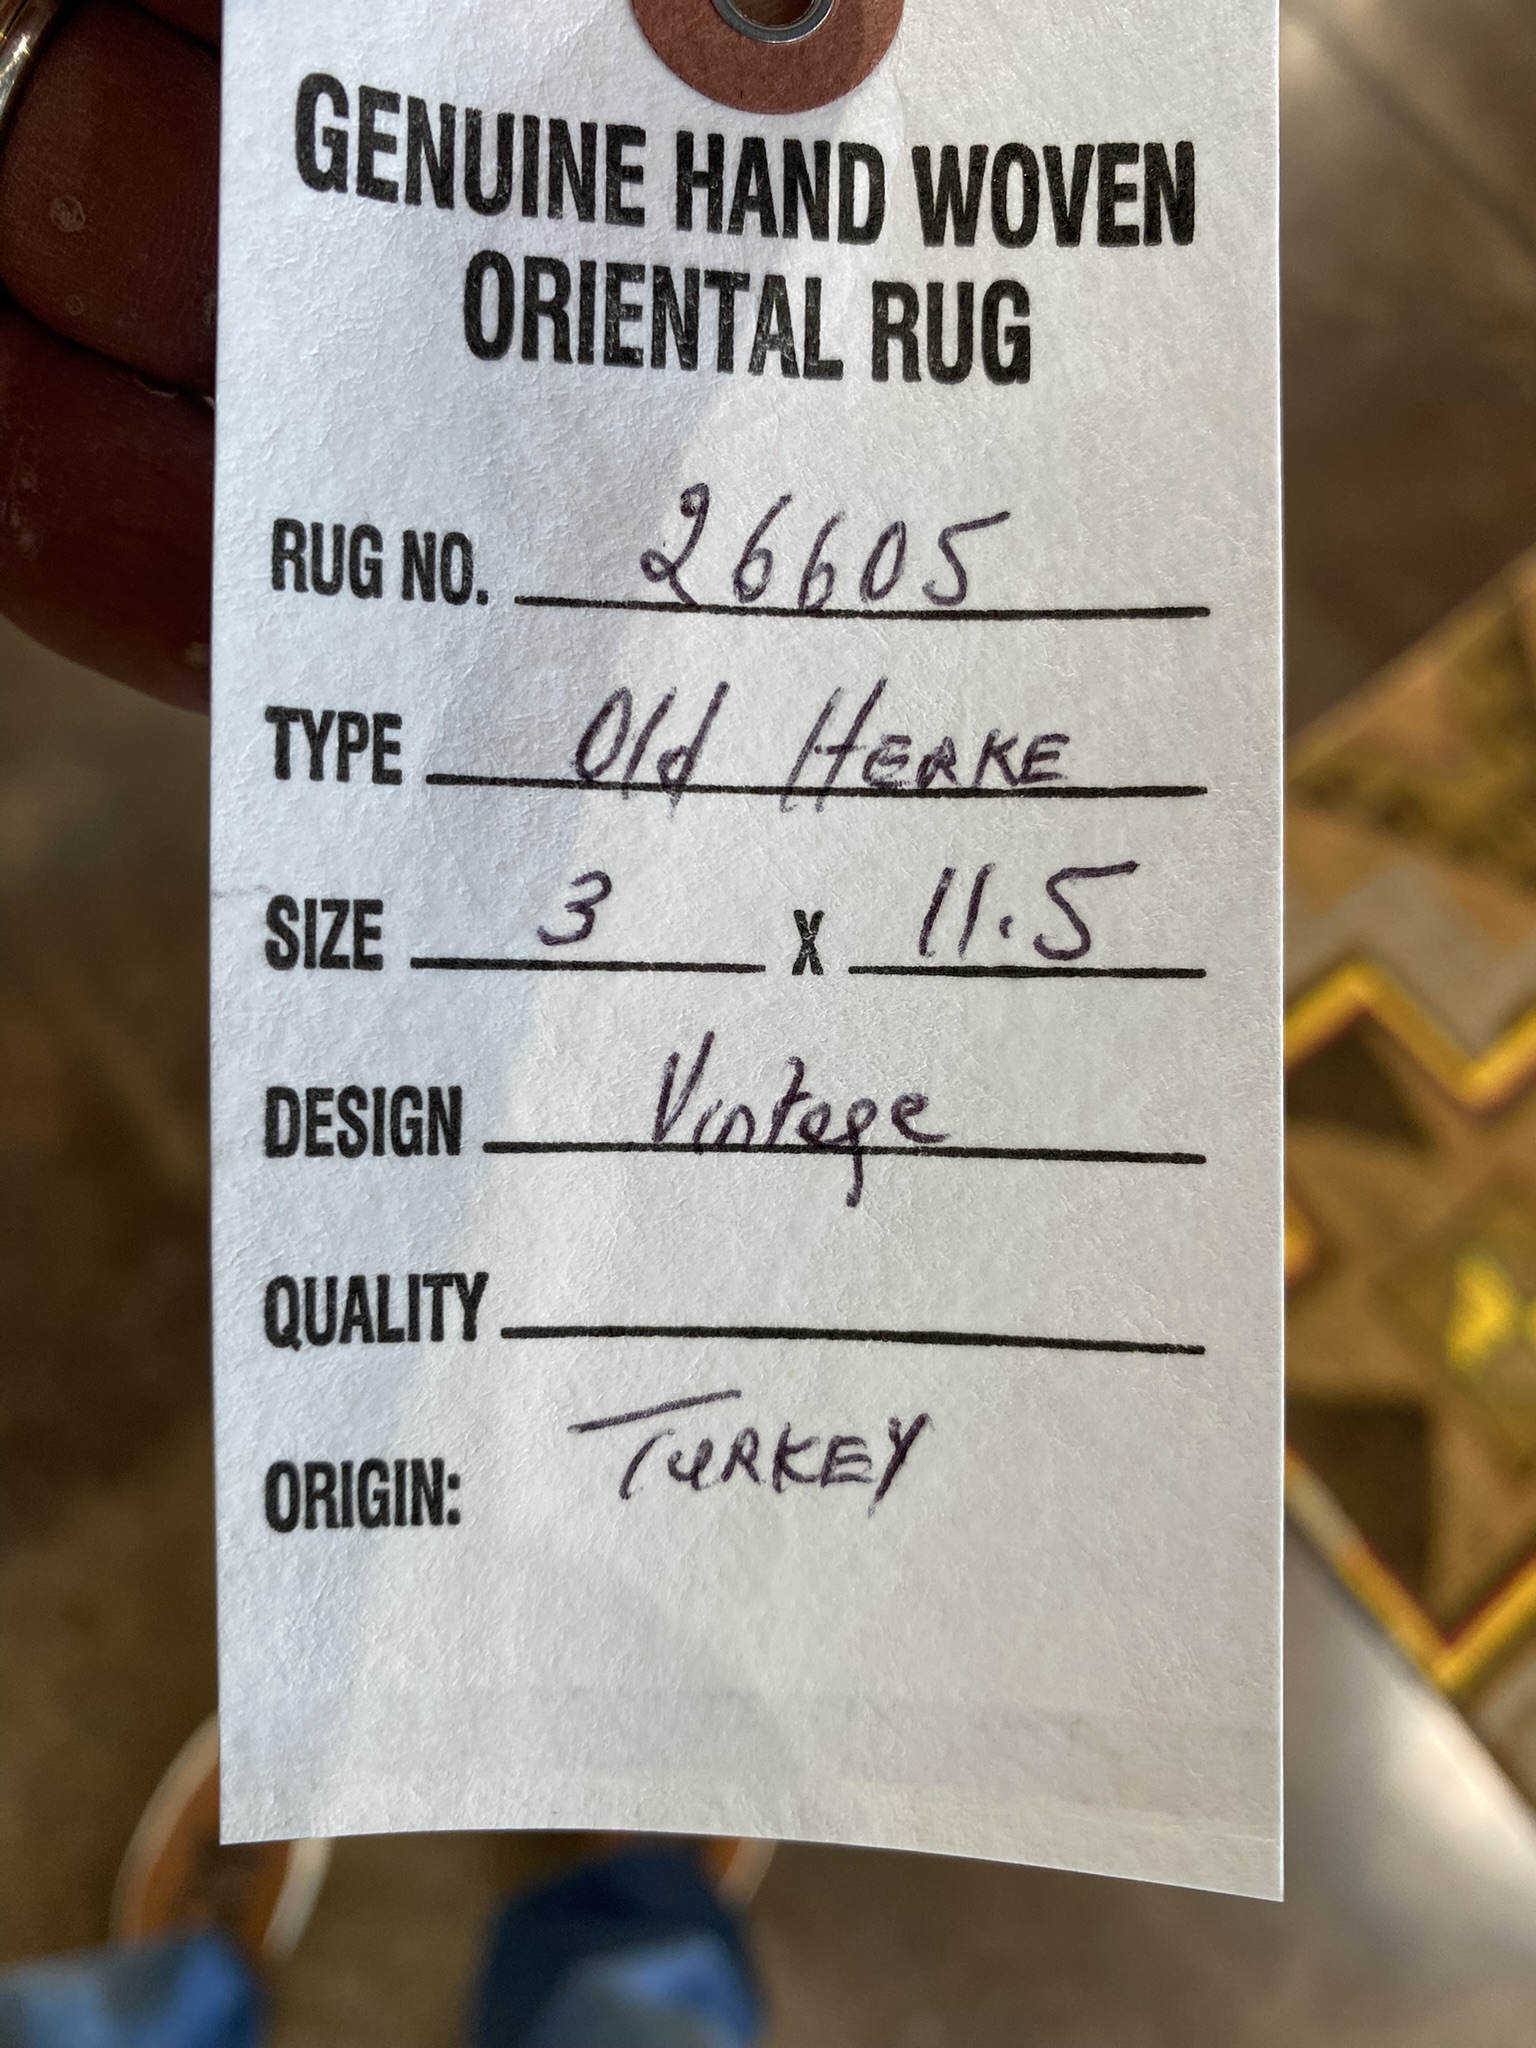 GENUINE HAND WOVEN
ORIENTAL RUG
RUG NO. 26605
TYPE Old HERKE
SIZE 3 X 11.5
DESIGN Vintage
QUALITY
ORIGIN: TURKEY